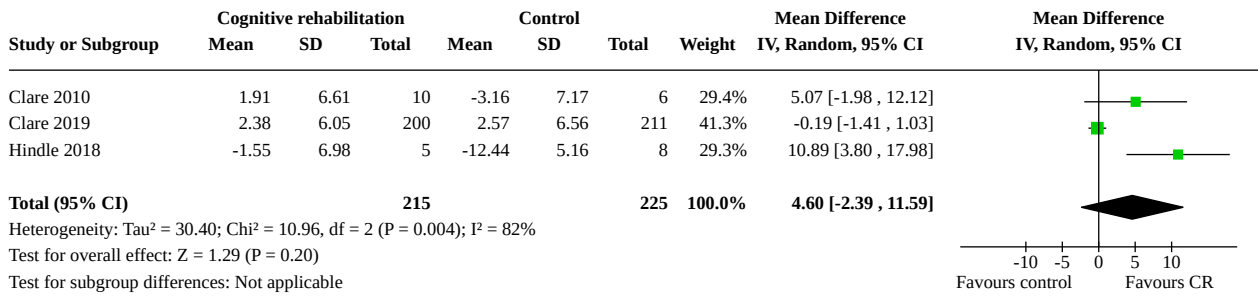 Cognitive rehabilitation Control Mean Difference Mean Difference
Study or Subgroup Mean SD Total Mean SD Total Weight IV, Random, 95% CI IV, Random, 95% CI
Clare 2010 1.91 6.61 10 -3.16 7.17 6 29.4% 5.07 [-1.98 , 12.12]
Clare 2019 2.38 6.05 200 2.57 6.56 211 41.3% -0.19 [-1.41 , 1.03]
Hindle 2018 -1.55 6.98 5 -12.44 5.16 8 29.3% 10.89 [3.80 , 17.98]
Total (95% CI) 215 225 100.0% 4.60 [-2.39 , 11.59]
Heterogeneity: Tau² = 30.40; Chi² = 10.96, df = 2 (P = 0.004); I² = 82%
Test for overall effect: Z = 1.29 (P = 0.20)
-10 -5 0 5 10
Test for subgroup differences: Not applicable
Favours control Favours CR